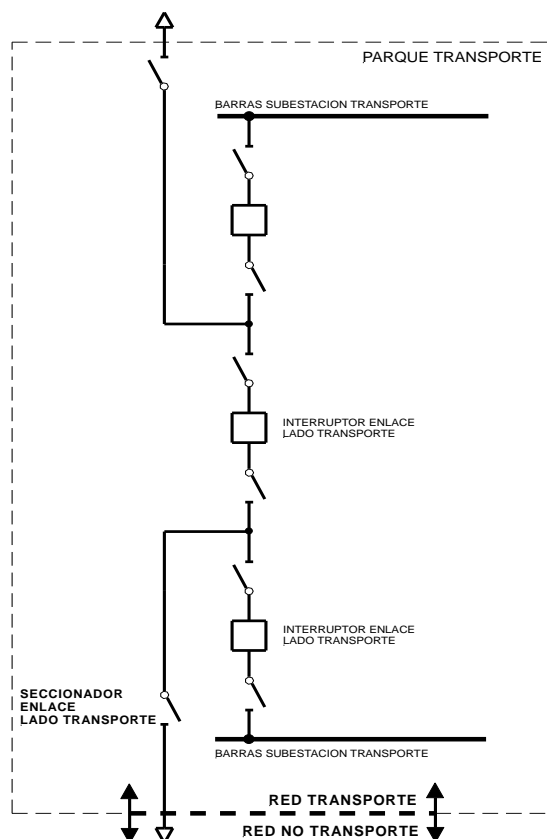 PARQUE TRANSPORTE
BARRAS SUBESTACION TRANSPORTE
INTERRUPTOR ENLACE
LADO TRANSPORTE
INTERRUPTOR ENLACE
LADO TRANSPORTE
SECCIONADOR
ENLACE
LADO TRANSPORTE
BARRAS SUBESTACION TRANSPORTE
RED TRANSPORTE
RED NO TRANSPORTE